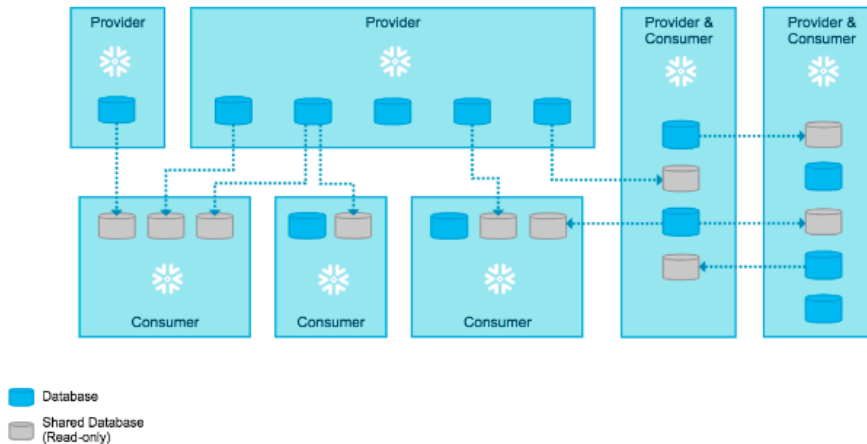 Provider
Provider
Provider &
Consumer
Provider &
Consumer
Consumer
Consumer
Consumer
Database
Shared Database
(Read-only)